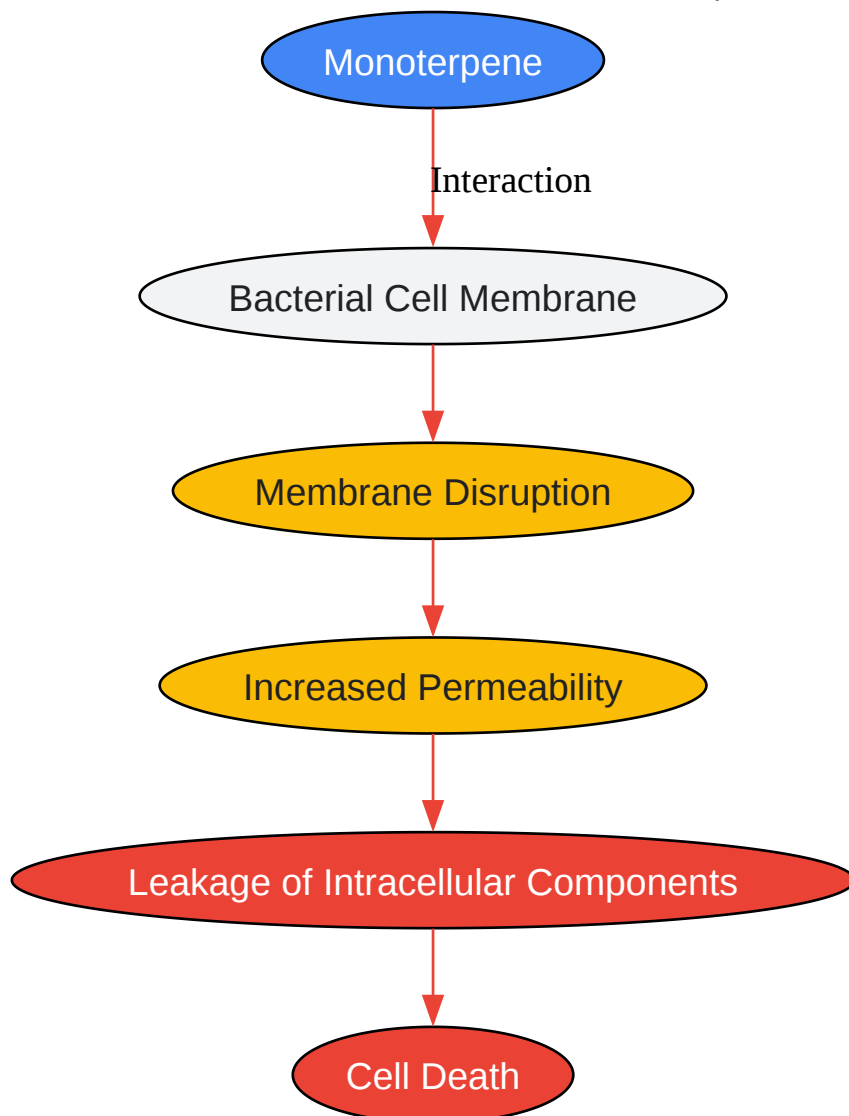 Monoterpene
Interaction
Bacterial Cell Membrane
Membrane Disruption
Increased Permeability
Leakage of Intracellular Components
Cell Death